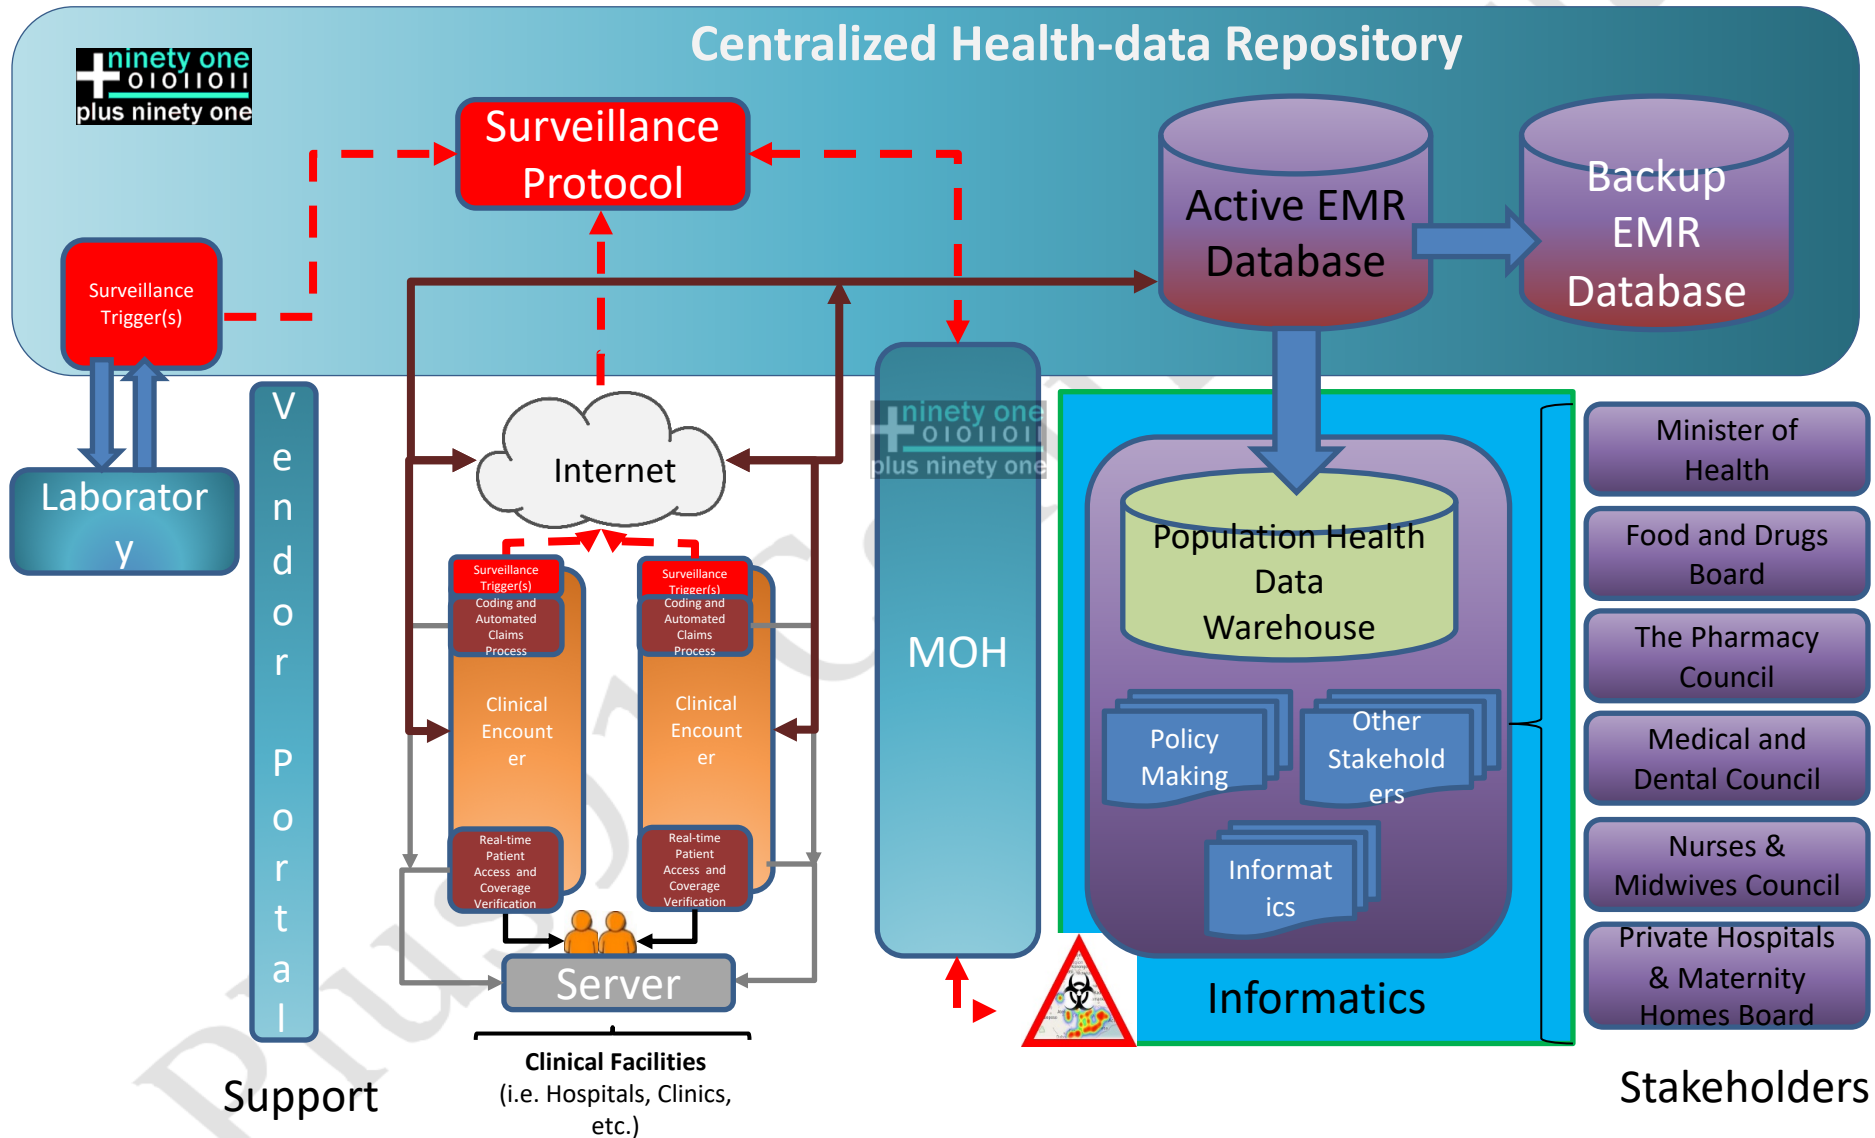 Centralized Health-data Repository
ninety one
01011011
plus ninety one
Surveillance
Protocol
Active EMR
Database
Backup
EMR
Database
Surveillance
Trigger(s)
Laborator
y
V
e
n
d
o
r
P
o
r
t
a
l
Internet
Surveillance
Trigger(s)
Coding and
Automated
Claims
Process
Clinical
Encount
er
Real-time
Patient
Access and
Coverage
Verification
Surveillance
Trigger(s)
Coding and
Automated
Claims
Process
Clinical
Encount
er
Real-time
Patient
Access and
Coverage
Verification
Server
Clinical Facilities
(i.e. Hospitals, Clinics,
etc.)
Support
ninety one
01011011
plus ninety one
MOH
Population Health
Data
Warehouse
Policy
Making
Other
Stakehold
ers
Informat
ics
Informatics
Minister of
Health
Food and Drugs
Board
The Pharmacy
Council
Medical and
Dental Council
Nurses &
Midwives Council
Private Hospitals
& Maternity
Homes Board
Stakeholders